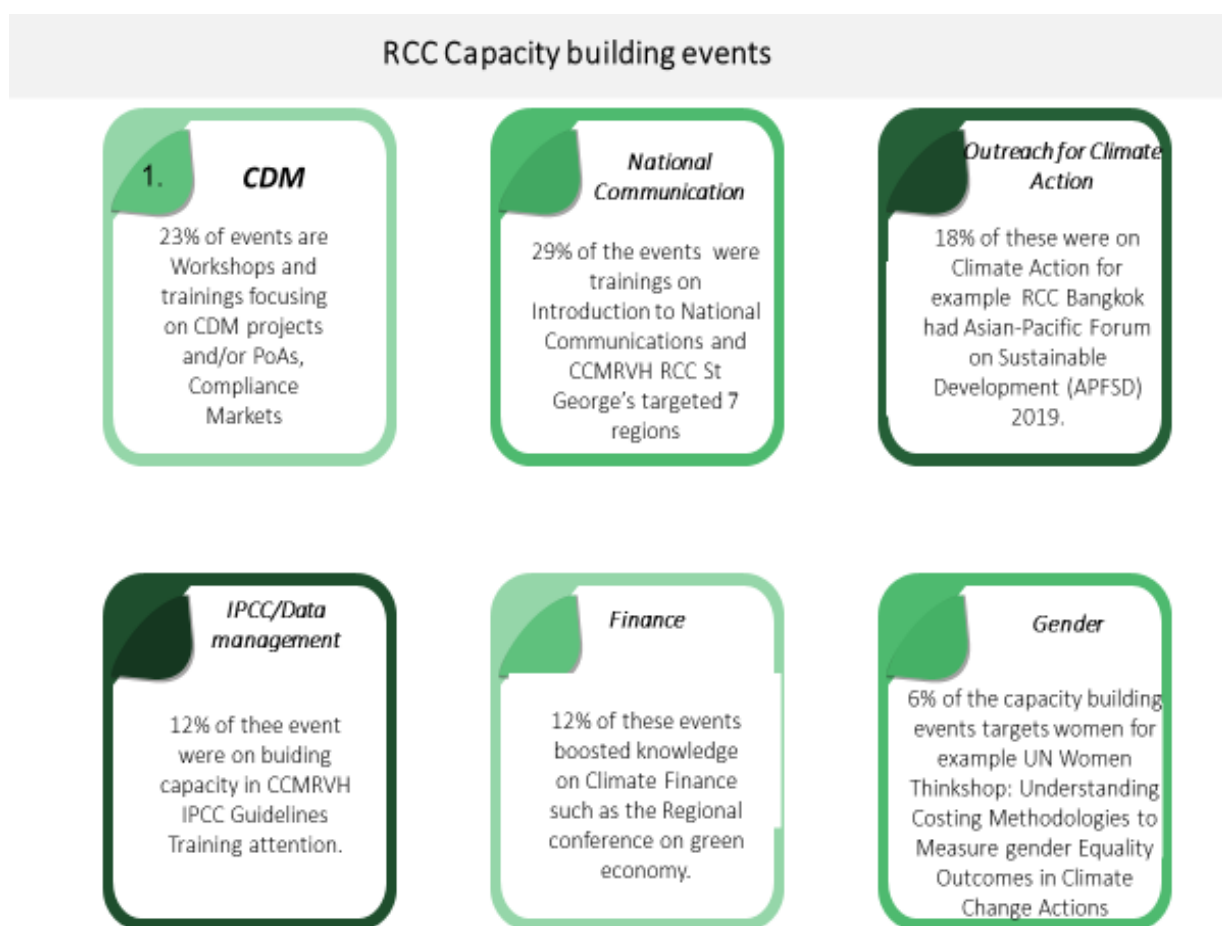 RCC Capacity building events
1.
CDM
23% of events are
Workshops and
trainings focusing
on CDM projects
and/or PoAs,
Compliance
Markets
National
Communication
29% of the events were
trainings on
Introduction to National
Communications and
CCMRVH RCC St
George's targeted 7
regions
Outreach for Climate
Action
18% of these were on
Climate Action for
example RCC Bangkok
had Asian-Pacific Forum
on Sustainable
Development (APFSD)
2019.
IPCC/Data
management
12% of thee event
were on buiding
capacity in CCMRVH
IPCC Guidelines
Training attention.
Finance
12% of these events
boosted knowledge
on Climate Finance
such as the Regional
conference on green
economy.
Gender
6% of the capacity building
events targets women for
example UN Women
Thinkshop: Understanding
Costing Methodologies to
Measure gender Equality
Outcomes in Climate
Change Actions